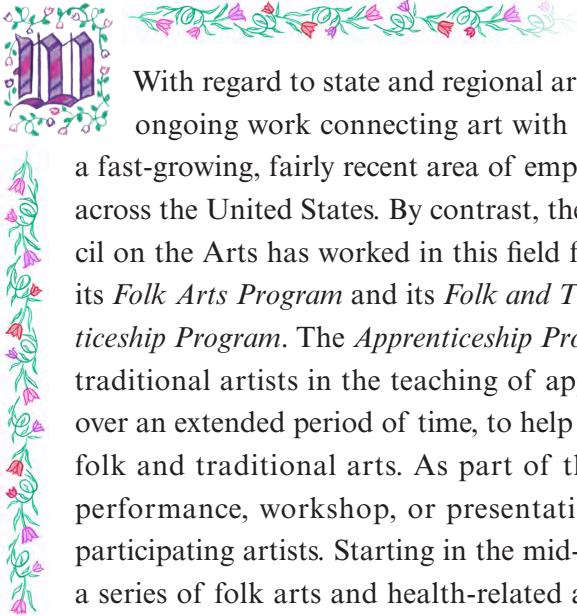 W
With regard to state and regional ar
ongoing work connecting art with
a fast-growing, fairly recent area of emp
across the United States. By contrast, the
cil on the Arts has worked in this field f
its Folk Arts Program and its Folk and T
ticeship Program. The Apprenticeship Pro
traditional artists in the teaching of ap
over an extended period of time, to help
folk and traditional arts. As part of th
performance, workshop, or presentati
participating artists. Starting in the mid-
a series of folk arts and health-related a